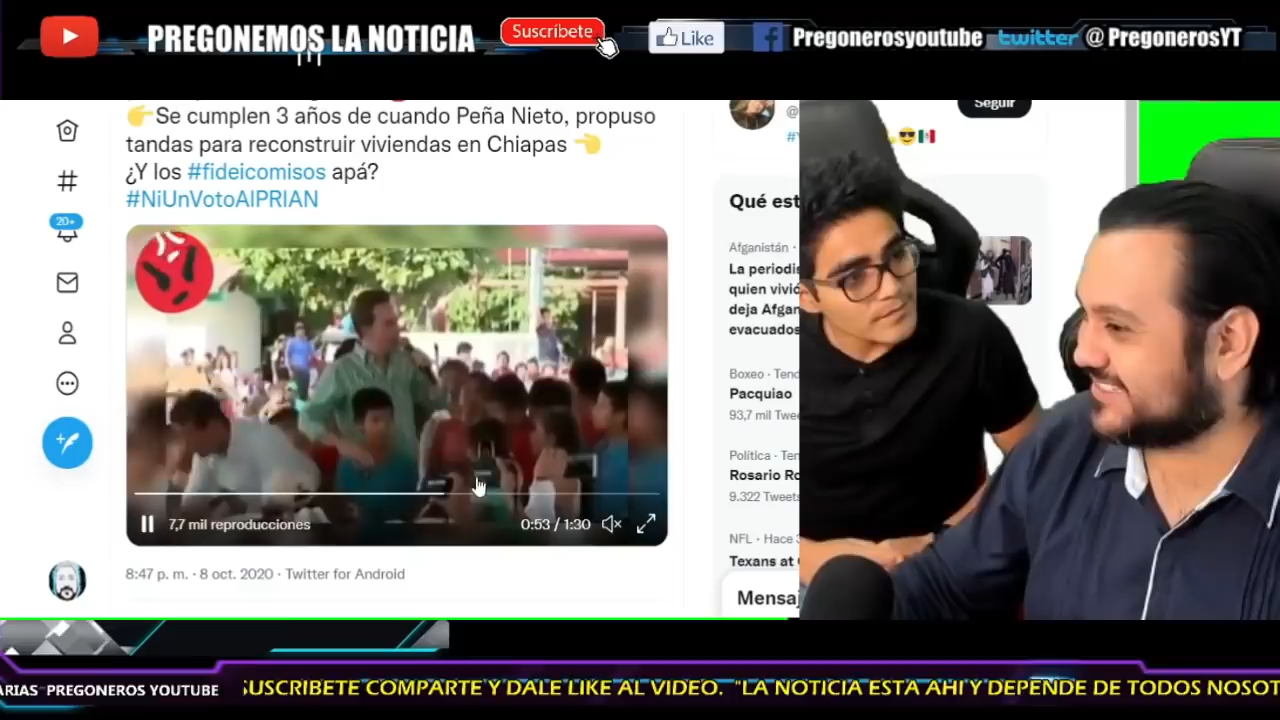 PREGONEMOS LA NOTICIA
Suscríbete
Like
Pregonerosyoutube
twitter @PregonerosYT
Seguir
👉Se cumplen 3 años de cuando Peña Nieto, propuso
tandas para reconstruir viviendas en Chiapas 👈
¿Y los #fideicomisos apá?
#NiUnVotoAlPRIAN
20+
Qué est
Afganistán ·
La periodis
quien vivió
deja Afgan
evacuados
Boxeo · Tend
Pacquiao
93,7 mil Twee
Política · Ten
Rosario Ro
9.322 Tweets
NFL · Hace 3
Texans at
Mensa
7,7 mil reproducciones
0:53 / 1:30
8:47 p. m. · 8 oct. 2020 · Twitter for Android
ARIAS PREGONEROS YOUTUBE
SUSCRIBETE COMPARTE Y DALE LIKE AL VIDEO. "LA NOTICIA ESTA AHI Y DEPENDE DE TODOS NOSOT